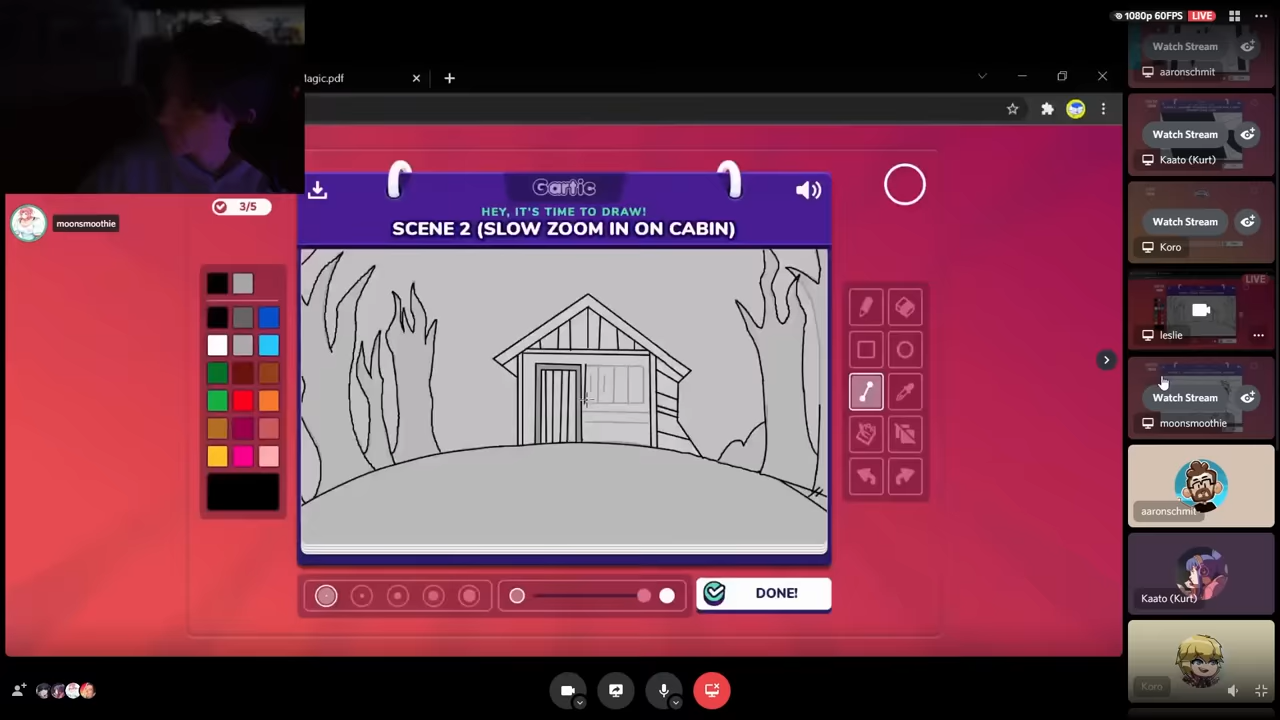 1080p 60FPS LIVE
Magic.pdf
Watch Stream
aaronschmit
Watch Stream
Kaato (Kurt)
Watch Stream
Koro
LIVE
leslie
Watch Stream
moonsmoothie
aaronschmit
Kaato (Kurt)
Koro
moonsmoothie
3/5
Gartic
HEY, IT'S TIME TO DRAW!
SCENE 2 (SLOW ZOOM IN ON CABIN)
DONE!